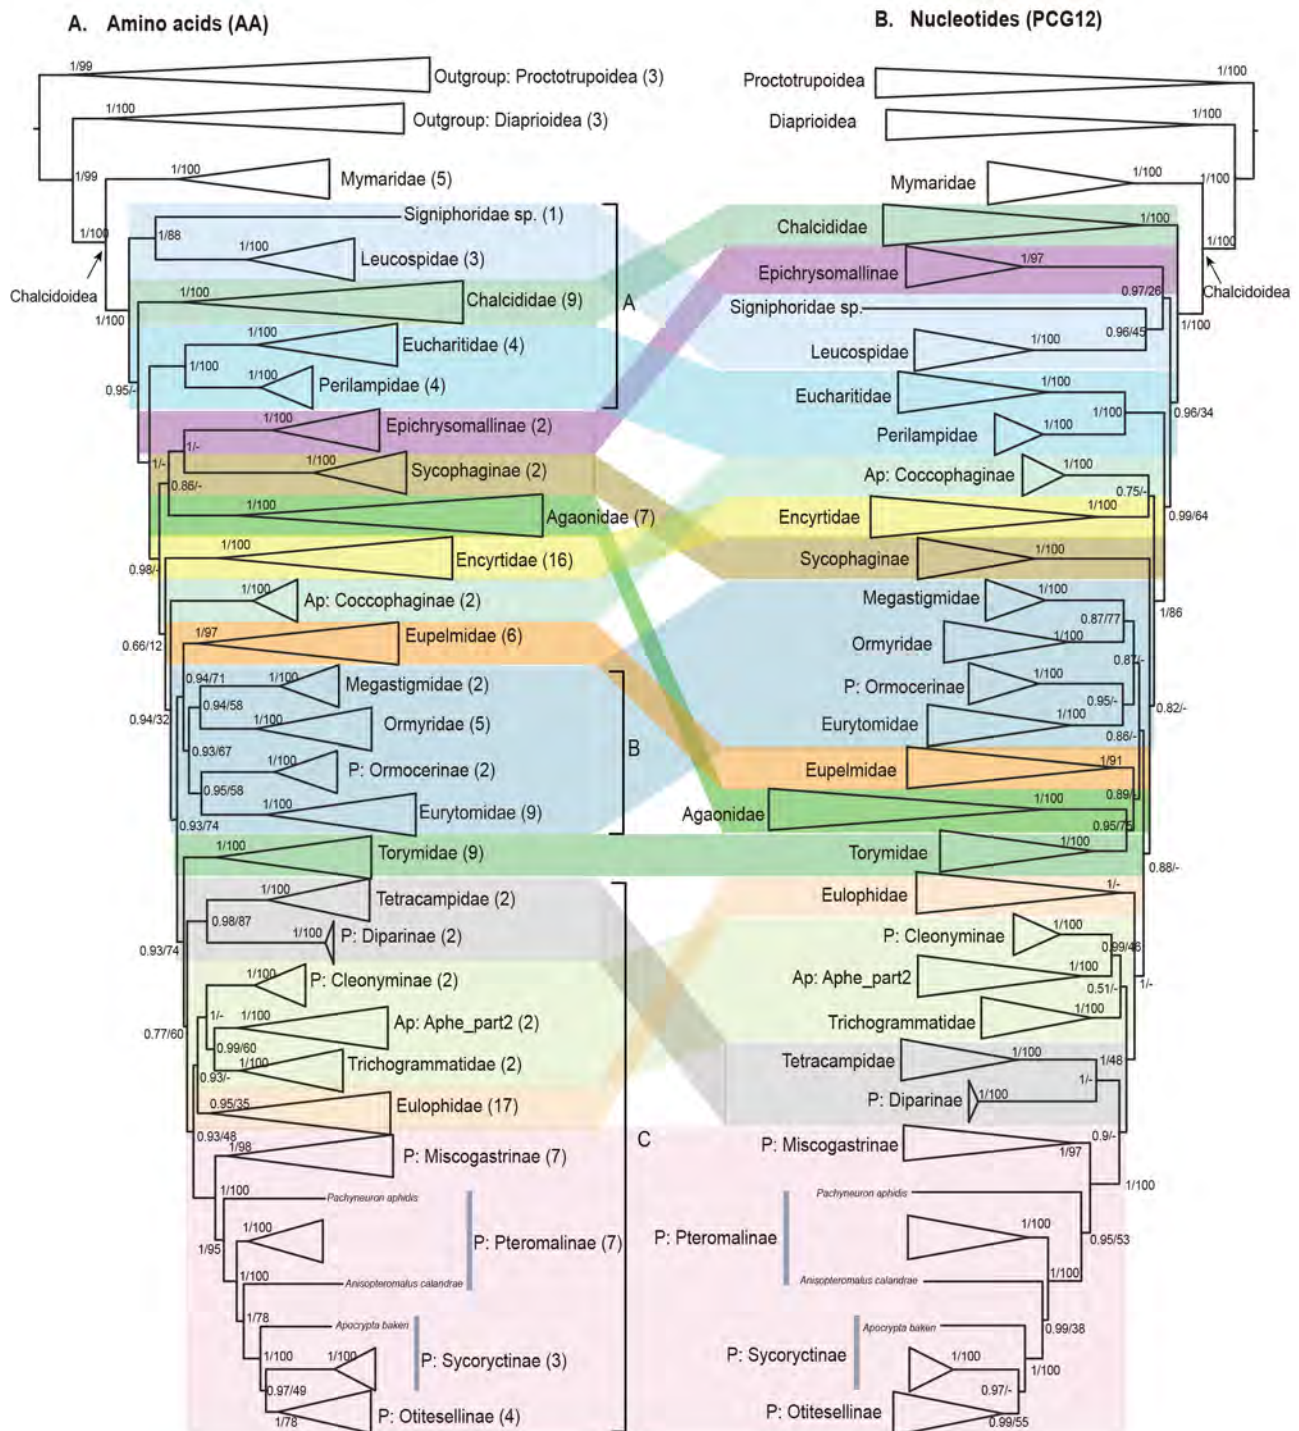 A. Amino acids (AA)
1/99
Outgroup: Proctotrupoidea (3)
1/100
Outgroup: Diaprioidea (3)
1/99
1/100
Mymaridae (5)
1/100
Chalcidoidea
Signiphoridae sp. (1)
1/88
1/100
Leucospidae (3)
1/100
Chalcididae (9)
A
1/100
1/100
Eucharitidae (4)
1/100
1/100
Perilampidae (4)
0.95/-
1/100
Epichrysomallinae (2)
1/-
1/-
1/100
Sycophaginae (2)
0.86/-
1/100
Agaonidae (7)
1/100
Encyrtidae (16)
0.98/-
1/100
Ap: Coccophaginae (2)
1/97
Eupelmidae (6)
0.66/12
0.94/71
1/100
Megastigmidae (2)
0.94/58
0.94/32
1/100
Ormyridae (5)
B
0.93/67
1/100
P: Ormocerinae (2)
0.95/58
1/100
Eurytomidae (9)
0.93/74
1/100
Torymidae (9)
1/100
Tetracampidae (2)
0.98/87
1/100
P: Diparinae (2)
0.93/74
1/100
P: Cleonyminae (2)
1/-
1/100
Ap: Aphe_part2 (2)
0.77/60
0.99/60
1/100
Trichogrammatidae (2)
0.93/-
0.95/35
Eulophidae (17)
C
0.93/48
1/98
P: Miscogastrinae (7)
1/100
Pachyneuron aphidis
1/100
P: Pteromalinae (7)
1/95
1/100
Anisopteromalus calandrae
1/78
Apocrypta bakeri
1/100
1/100
P: Sycoryctinae (3)
0.97/49
1/78
P: Otitesellinae (4)
B. Nucleotides (PCG12)
Proctotrupoidea
1/100
Diaprioidea
1/100
Mymaridae
1/100
1/100
Chalcididae
1/100
1/100
Chalcidoidea
Epichrysomallinae
1/97
0.97/26
Signiphoridae sp.
1/100
0.96/45
Leucospidae
1/100
Eucharitidae
1/100
1/100
0.96/34
Perilampidae
1/100
Ap: Coccophaginae
1/100
0.75/-
Encyrtidae
1/100
0.99/64
Sycophaginae
1/100
Megastigmidae
1/100
1/86
0.87/77
Ormyridae
1/100
0.87/-
P: Ormocerinae
1/100
0.95/-
0.82/-
Eurytomidae
1/100
0.86/-
Eupelmidae
1/91
0.89/-
Agaonidae
1/100
0.95/75
Torymidae
1/100
0.88/-
Eulophidae
1/-
P: Cleonyminae
1/100
0.99/46
Ap: Aphe_part2
1/100
0.51/-
1/-
Trichogrammatidae
1/100
Tetracampidae
1/100
1/48
1/-
P: Diparinae
1/100
P: Miscogastrinae
0.9/-
1/97
1/100
Pachyneuron aphidis
P: Pteromalinae
1/100
0.95/53
Anisopteromalus calandrae
1/100
Apocrypta bakeri
0.99/38
P: Sycoryctinae
1/100
1/100
0.97/-
P: Otitesellinae
0.99/55